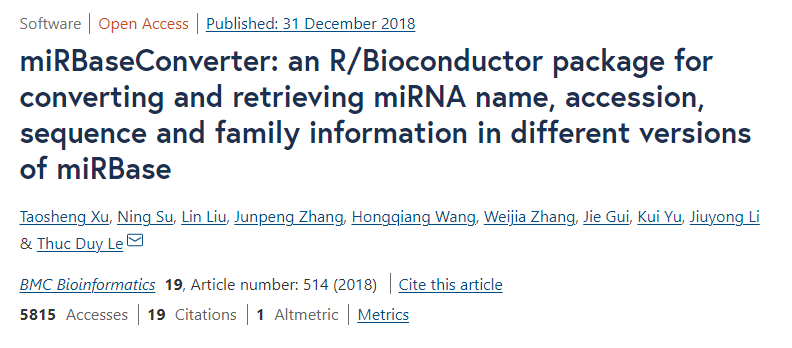 Software | Open Access | Published: 31 December 2018
miRBaseConverter: an R/Bioconductor package for
converting and retrieving miRNA name, accession,
sequence and family information in different versions
of miRBase
Taosheng Xu, Ning Su, Lin Liu, Junpeng Zhang, Hongqiang Wang, Weijia Zhang, Jie Gui, Kui Yu, Jiuyong Li
& Thuc Duy Le
BMC Bioinformatics 19, Article number: 514 (2018) | Cite this article
5815 Accesses | 19 Citations | 1 Altmetric | Metrics